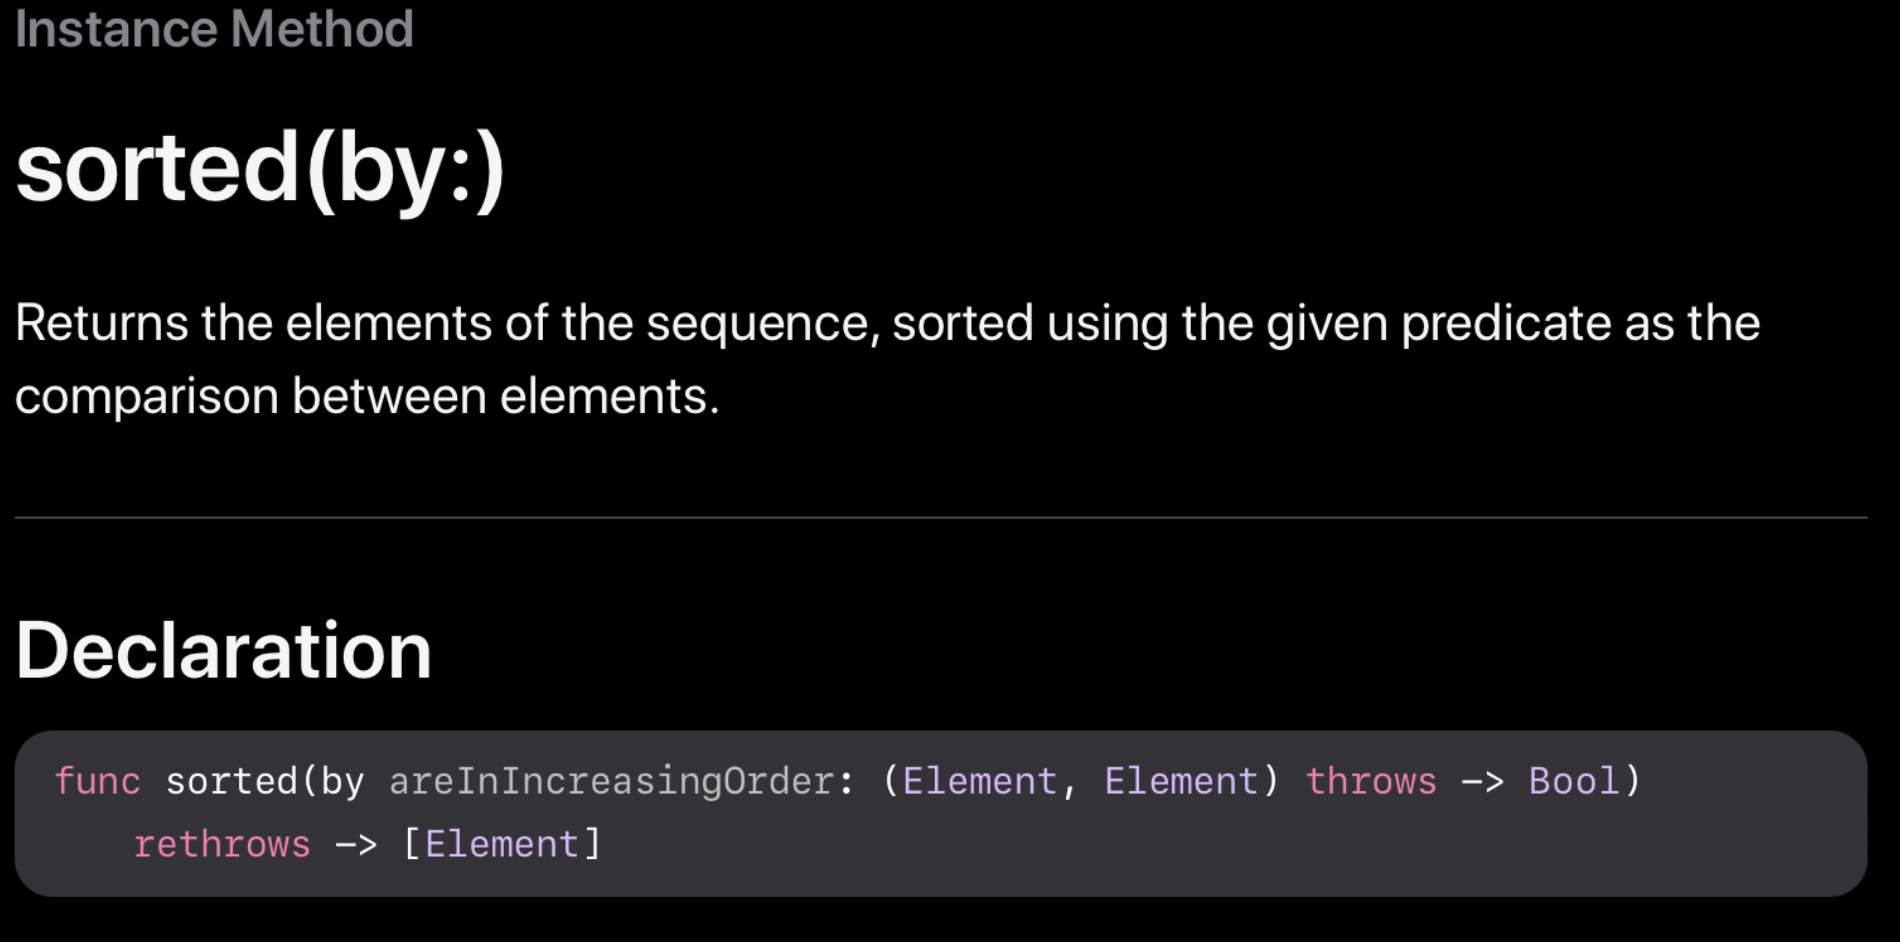 Instance Method
sorted(by:)
Returns the elements of the sequence, sorted using the given predicate as the
comparison between elements.
Declaration
func sorted(by areInIncreasingOrder: (Element, Element) throws -> Bool)
rethrows -> [Element]